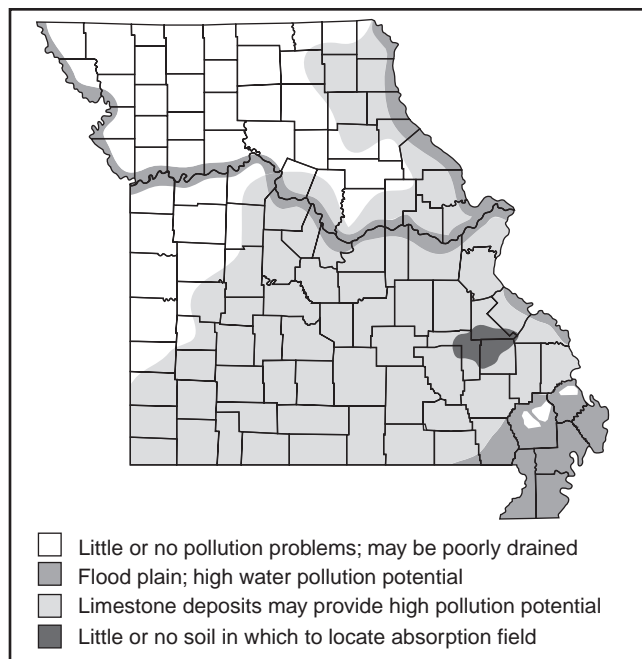 Little or no pollution problems; may be poorly drained
Flood plain; high water pollution potential
Limestone deposits may provide high pollution potential
Little or no soil in which to locate absorption field